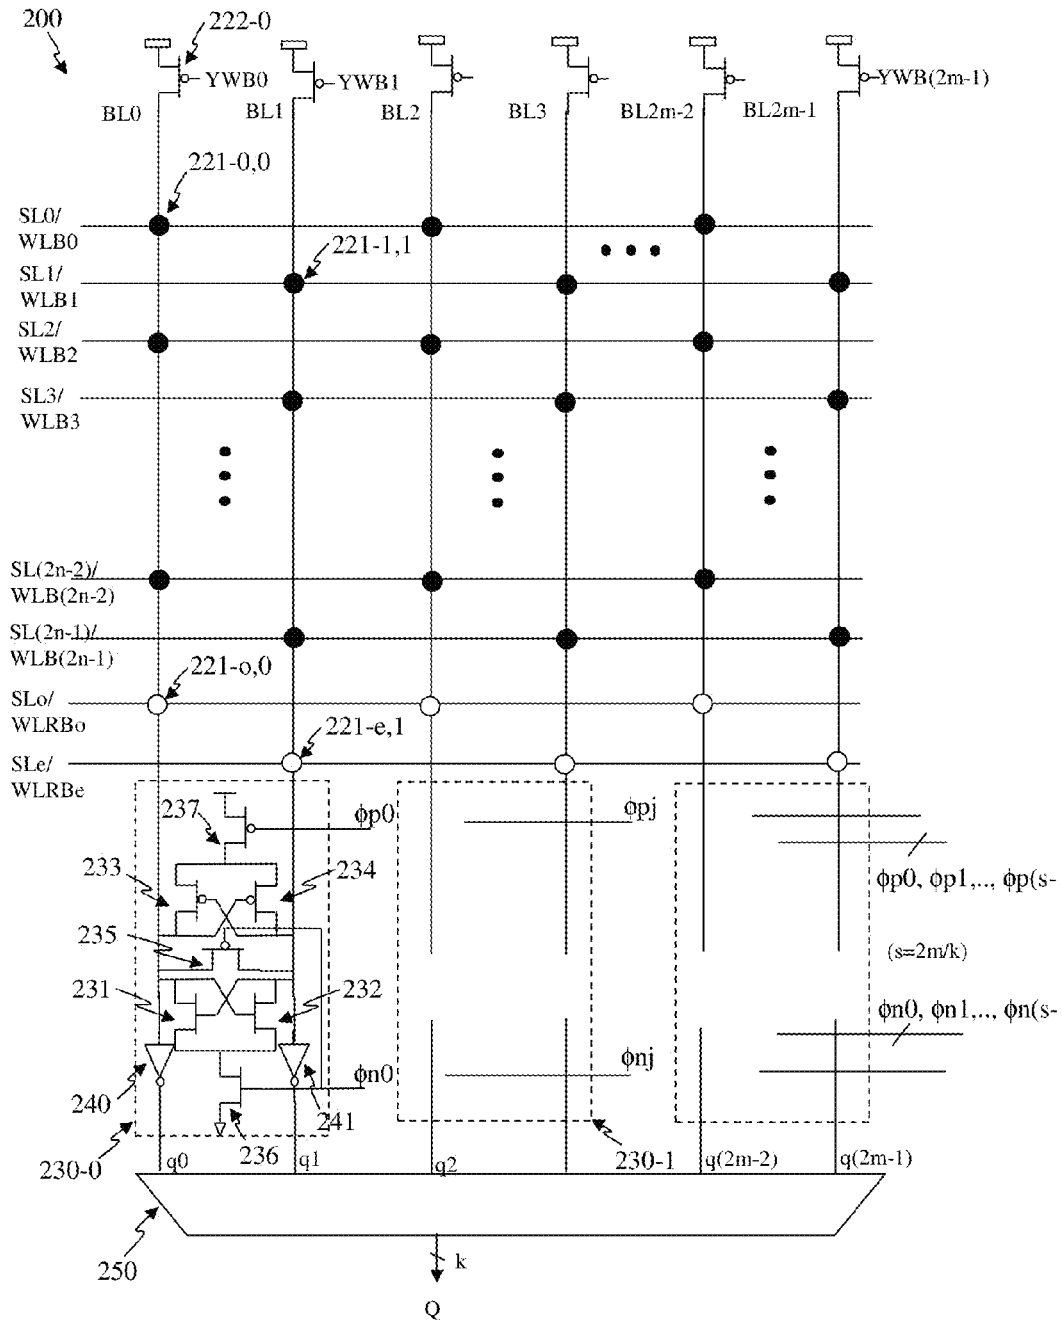 200
222-0
YWB0
YWB1
YWB(2m-1)
BL0
BL1
BL2
BL3
BL2m-2
BL2m-1
221-0,0
SL0/
WLB0
221-1,1
SL1/
WLB1
SL2/
WLB2
SL3/
WLB3
SL(2n-2)/
WLB(2n-2)
SL(2n-1)/
WLB(2n-1)
221-o,0
SLo/
WLRBo
221-e,1
SLe/
WLRBe
237
ϕp0
ϕpj
233
234
ϕp0, ϕp1,.., ϕp(s-
235
(s=2m/k)
231
232
ϕn0, ϕn1,.., ϕn(s-
ϕn0
ϕnj
240
241
236
230-0
230-1
q0
q1
q2
q(2m-2)
q(2m-1)
250
k
Q